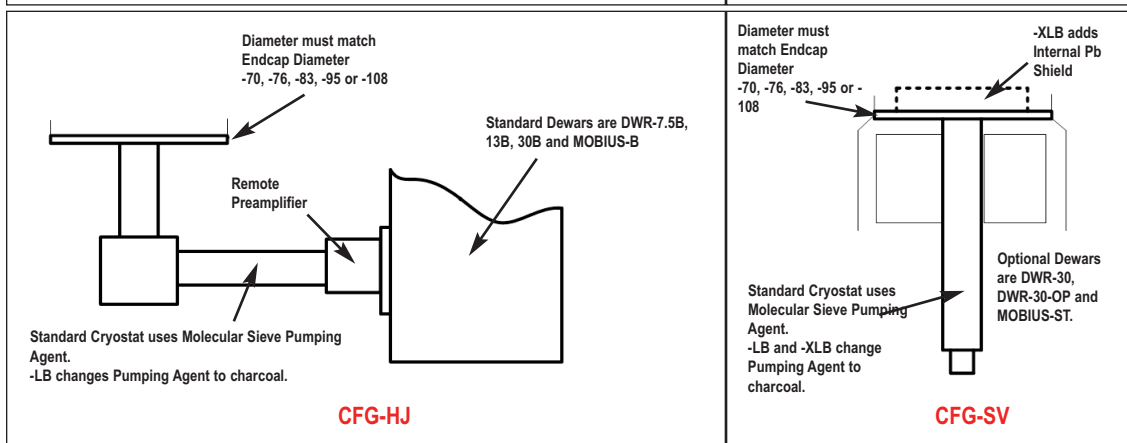 Diameter must match
Endcap Diameter
-70, -76, -83, -95 or -108
Standard Dewars are DWR-7.5B,
13B, 30B and MOBIUS-B
Remote
Preamplifier
Standard Cryostat uses Molecular Sieve Pumping
Agent.
-LB changes Pumping Agent to charcoal.
CFG-HJ
Diameter must
match Endcap
Diameter
-70, -76, -83, -95 or -
108
-XLB adds
Internal Pb
Shield
Optional Dewars
are DWR-30,
DWR-30-OP and
MOBIUS-ST.
Standard Cryostat uses
Molecular Sieve Pumping
Agent.
-LB and -XLB change
Pumping Agent to
charcoal.
CFG-SV